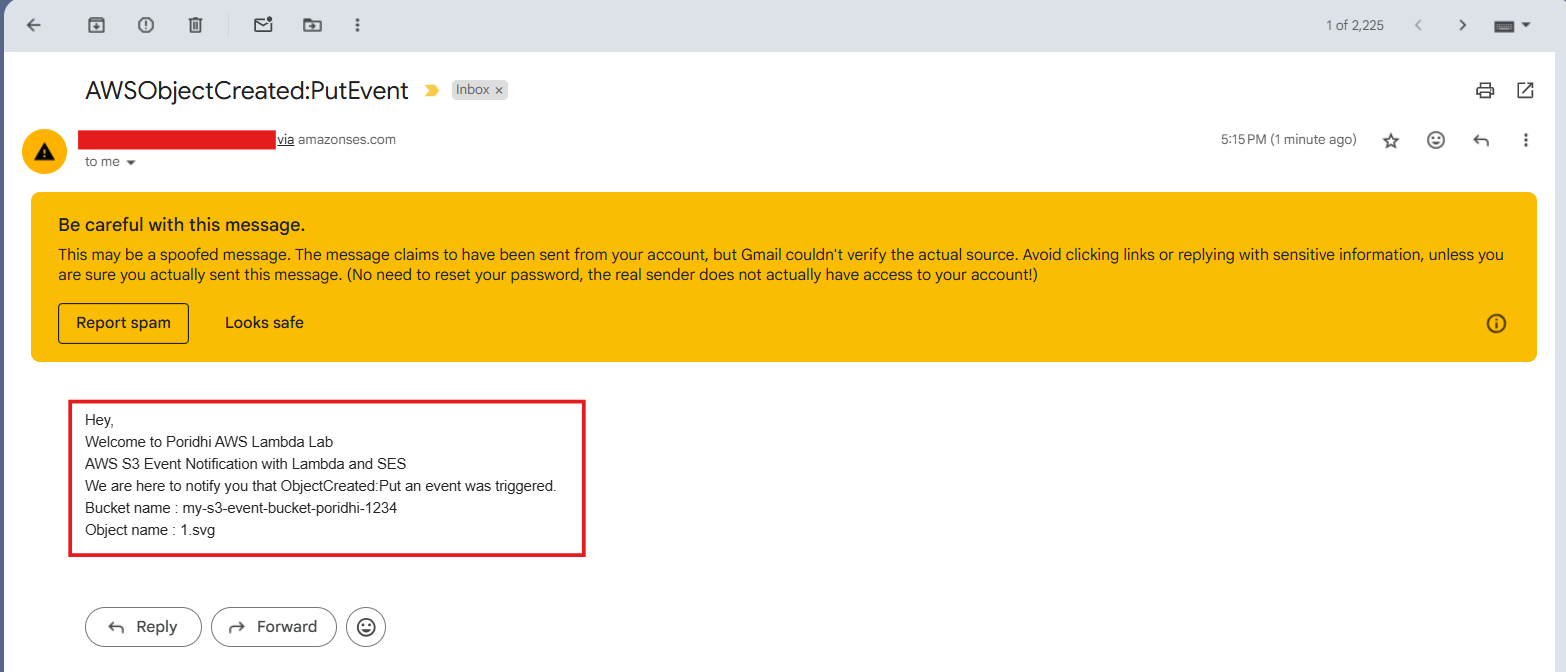 1 of 2,225
AWSObjectCreated:PutEvent
Inbox ×
via amazonses.com
5:15 PM (1 minute ago)
to me
Be careful with this message.
This may be a spoofed message. The message claims to have been sent from your account, but Gmail couldn't verify the actual source. Avoid clicking links or replying with sensitive information, unless you
are sure you actually sent this message. (No need to reset your password, the real sender does not actually have access to your account!)
Report spam
Looks safe
Hey,
Welcome to Poridhi AWS Lambda Lab
AWS S3 Event Notification with Lambda and SES
We are here to notify you that ObjectCreated:Put an event was triggered.
Bucket name : my-s3-event-bucket-poridhi-1234
Object name : 1.svg
Reply
Forward